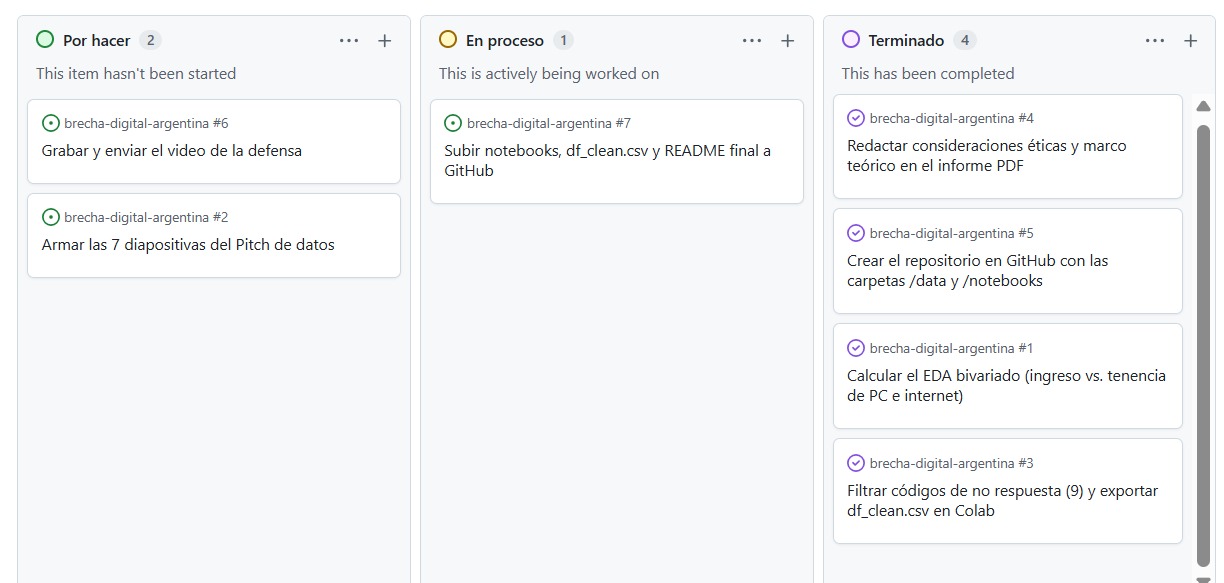 Por hacer 2
This item hasn't been started
brecha-digital-argentina #6
Grabar y enviar el video de la defensa
brecha-digital-argentina #2
Armar las 7 diapositivas del Pitch de datos
En proceso 1
This is actively being worked on
brecha-digital-argentina #7
Subir notebooks, df_clean.csv y README final a
GitHub
Terminado 4
This has been completed
brecha-digital-argentina #4
Redactar consideraciones éticas y marco
teórico en el informe PDF
brecha-digital-argentina #5
Crear el repositorio en GitHub con las
carpetas /data y /notebooks
brecha-digital-argentina #1
Calcular el EDA bivariado (ingreso vs. tenencia
de PC e internet)
brecha-digital-argentina #3
Filtrar códigos de no respuesta (9) y exportar
df_clean.csv en Colab